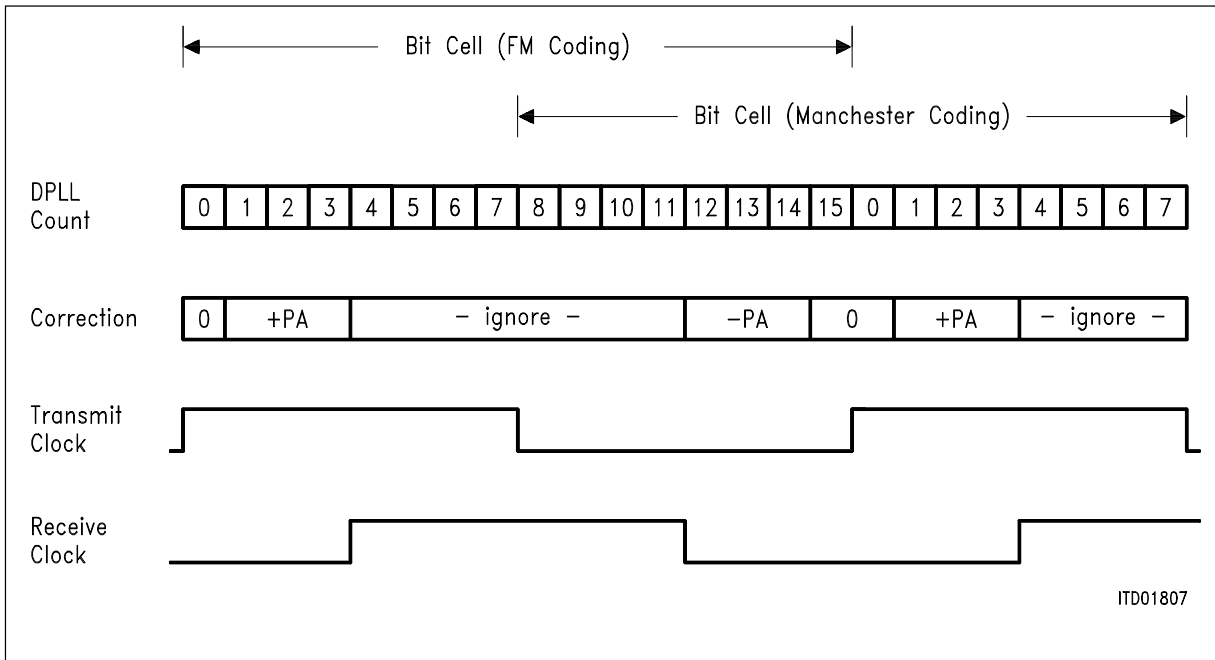 Bit Cell (FM Coding)
Bit Cell (Manchester Coding)
DPLL
Count
0 1 2 3 4 5 6 7 8 9 10 11 12 13 14 15 0 1 2 3 4 5 6 7
Correction
0 +PA - ignore - -PA 0 +PA - ignore -
Transmit
Clock
Receive
Clock
ITD01807